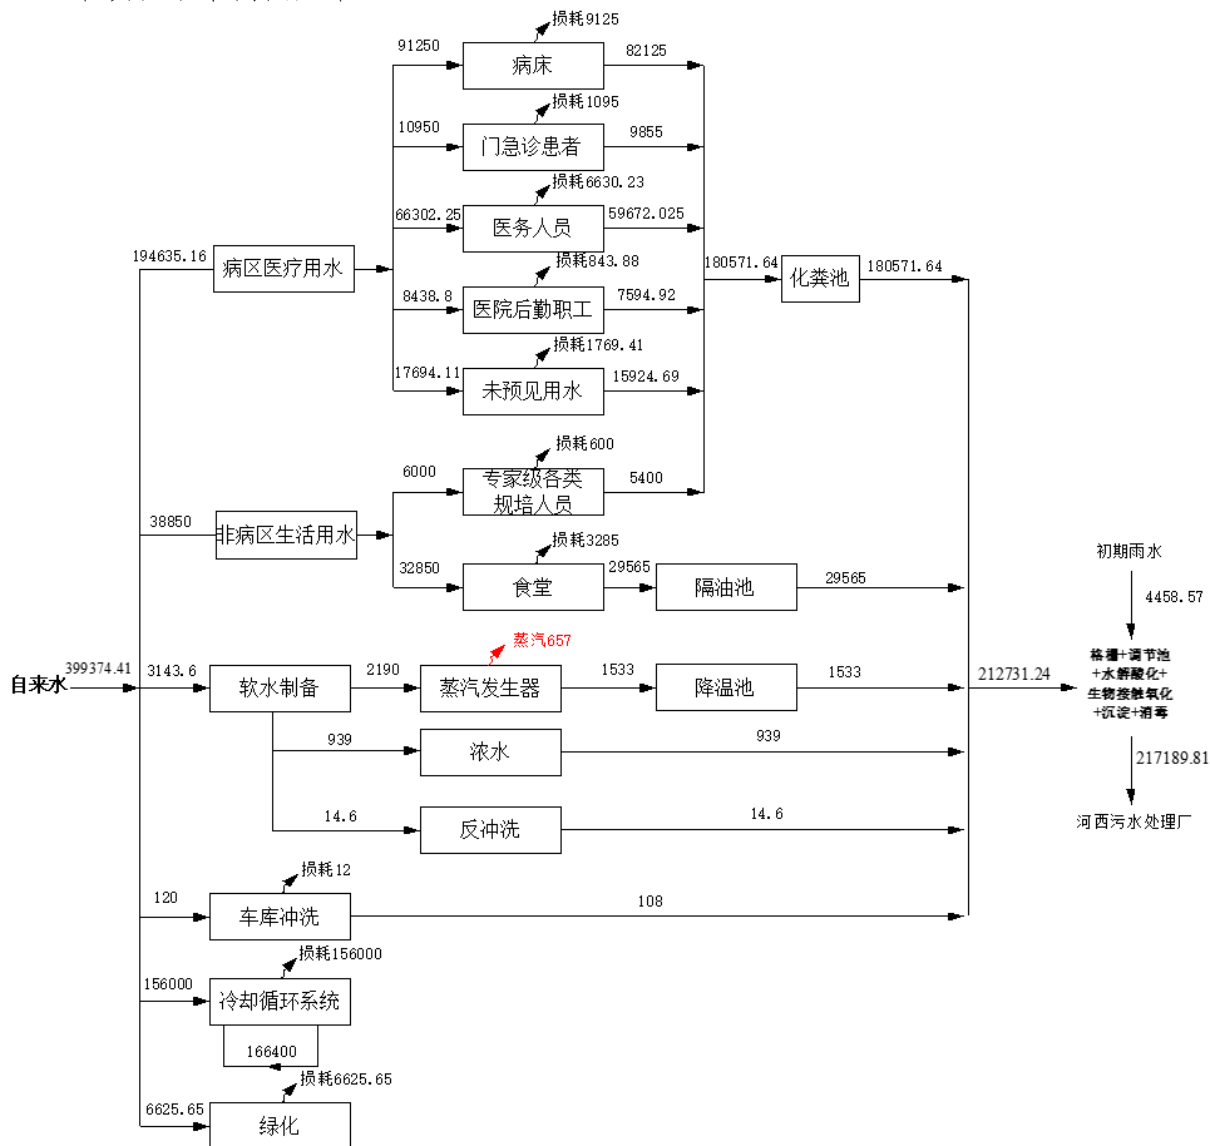 损耗9125
91250
病床
82125
损耗1095
10950
门急诊患者
9855
损耗6630.23
66302.25
医务人员
59672.025
194635.16
病区医疗用水
损耗843.88
8438.8
医院后勤职工
7594.92
180571.64
化粪池
180571.64
损耗1769.41
17694.11
未预见用水
15924.69
损耗600
6000
专家级各类
规培人员
5400
38850
非病区生活用水
损耗3285
32850
食堂
29565
隔油池
29565
初期雨水
4458.57
蒸汽657
自来水
399374.41
3143.6
软水制备
2190
蒸汽发生器
1533
降温池
1533
212731.24
格栅+调节池
+水解酸化+
生物接触氧化
+沉淀+消毒
939
浓水
939
217189.81
14.6
反冲洗
14.6
河西污水处理厂
损耗12
120
车库冲洗
108
损耗156000
156000
冷却循环系统
166400
损耗6625.65
6625.65
绿化